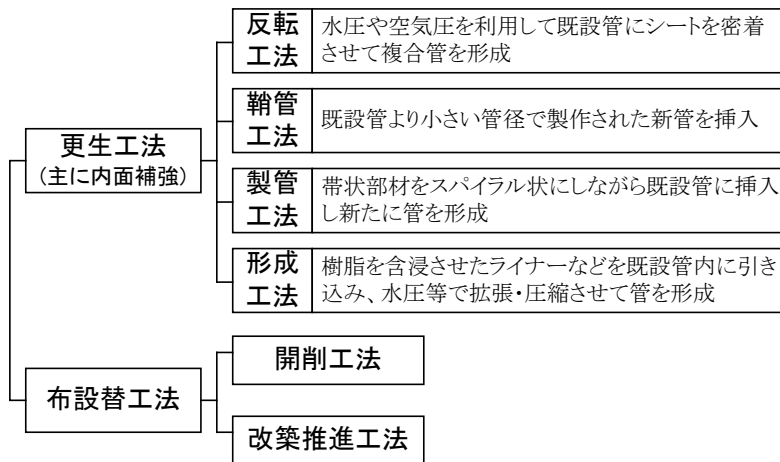 反転
工法
水圧や空気圧を利用して既設管にシートを密着
させて複合管を形成
鞘管
工法
既設管より小さい管径で製作された新管を挿入
更生工法
(主に内面補強)
製管
工法
帯状部材をスパイラル状にしながら既設管に挿入
し新たに管を形成
形成
工法
樹脂を含浸させたライナーなどを既設管内に引き
込み、水圧等で拡張・圧縮させて管を形成
布設替工法
開削工法
改築推進工法